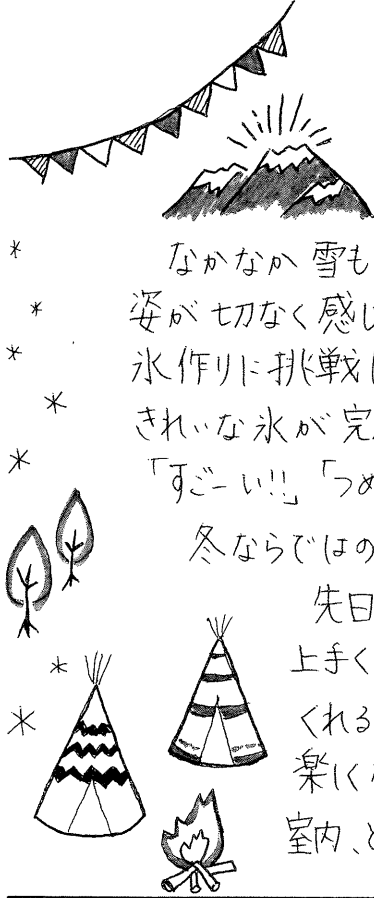 なかなか雪も
姿が切なく感じ
氷作りに挑戦し
きれいな氷が完
「すごーい!!」「つめ
冬ならではの
先日
上手く
くれる
楽しく
室内、と